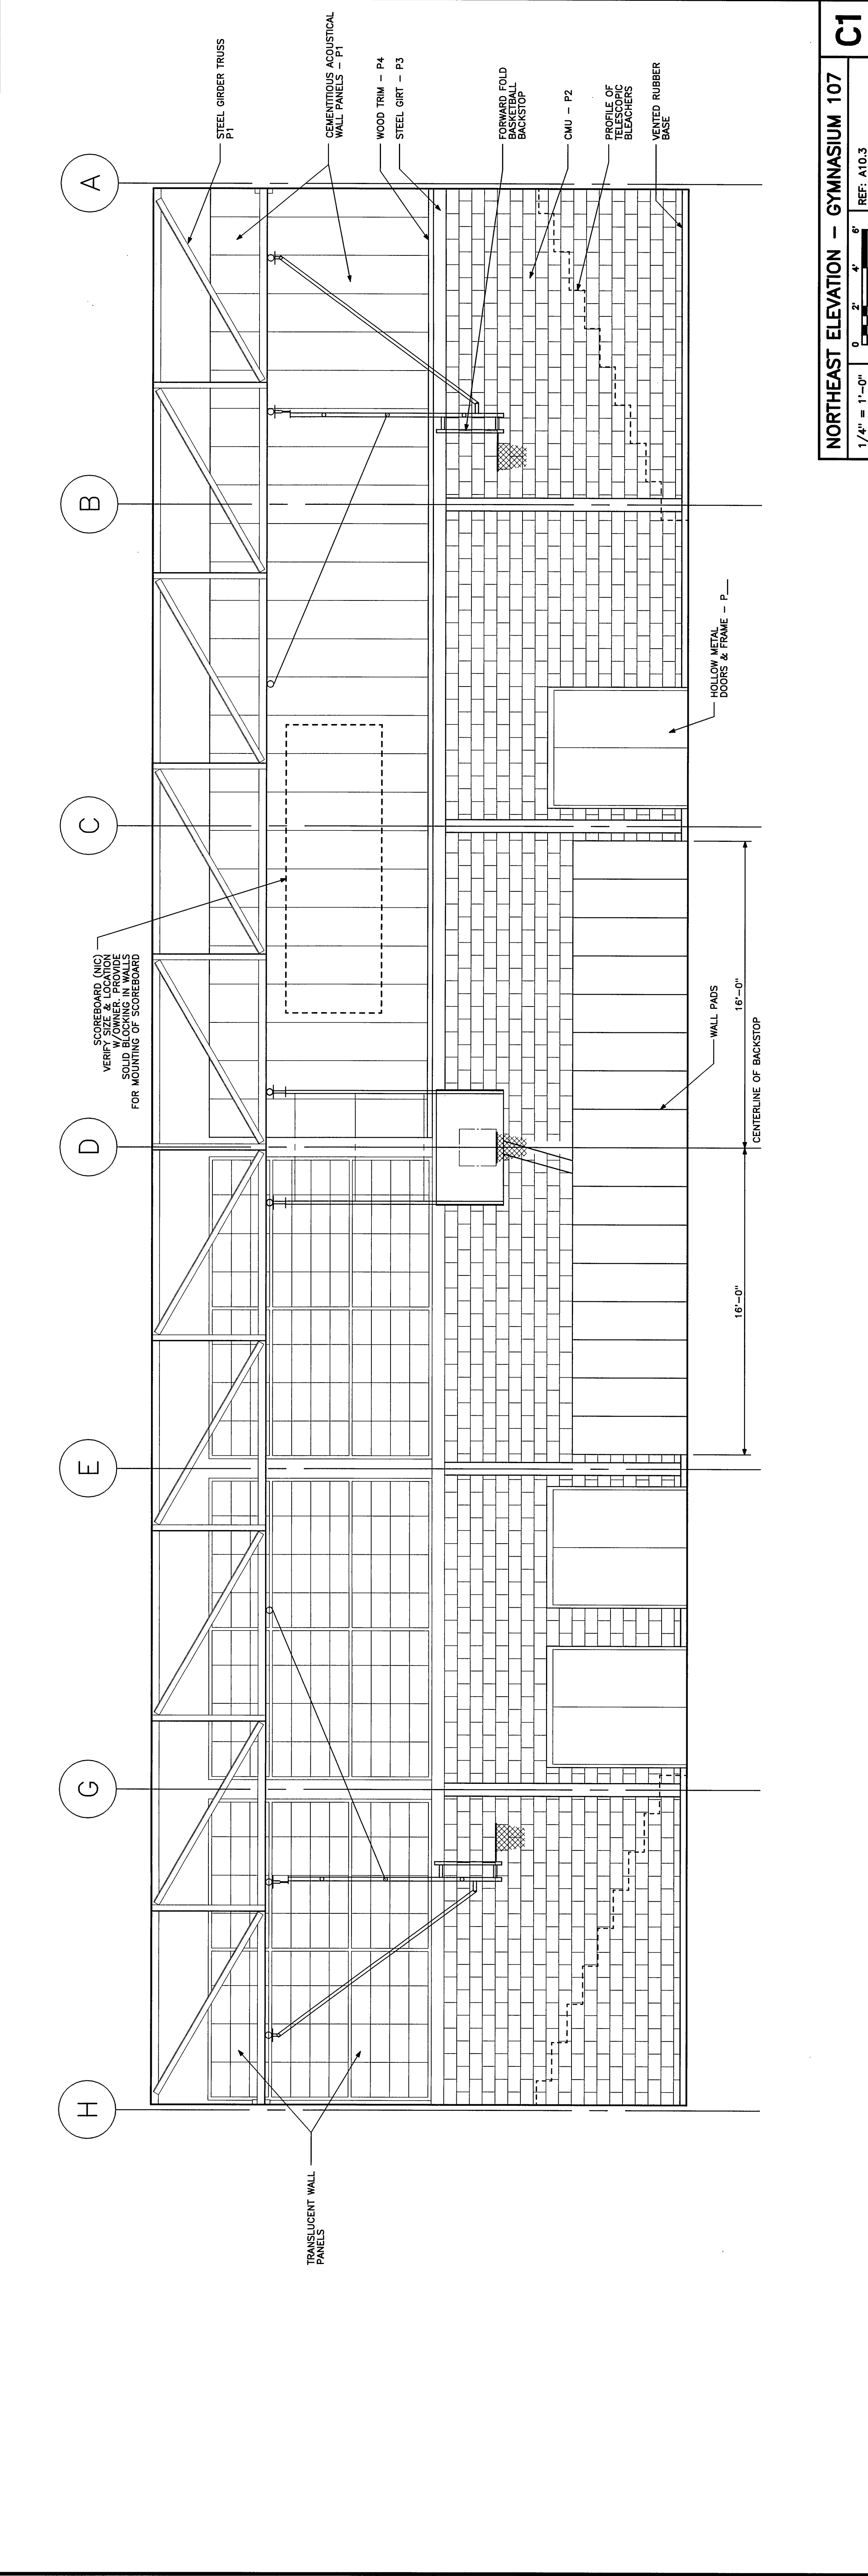 H
G
E
D
C
B
A
SCOREBOARD (NIC)
VERIFY SIZE & LOCATION
W/OWNER. PROVIDE
SOLID BLOCKING IN WALLS
FOR MOUNTING OF SCOREBOARD
STEEL GIRDER TRUSS
P1
CEMENTITIOUS ACOUSTICAL
WALL PANELS – P1
WOOD TRIM – P4
STEEL GIRT – P3
FORWARD FOLD
BASKETBALL
BACKSTOP
CMU – P2
PROFILE OF
TELESCOPIC
BLEACHERS
VENTED RUBBER
BASE
TRANSLUCENT WALL
PANELS
HOLLOW METAL
DOORS & FRAME – P__
WALL PADS
16'–0"
16'–0"
CENTERLINE OF BACKSTOP
NORTHEAST ELEVATION – GYMNASIUM 107
C1
1/4" = 1'–0"
0 2' 4' 6'
REF: A10.3